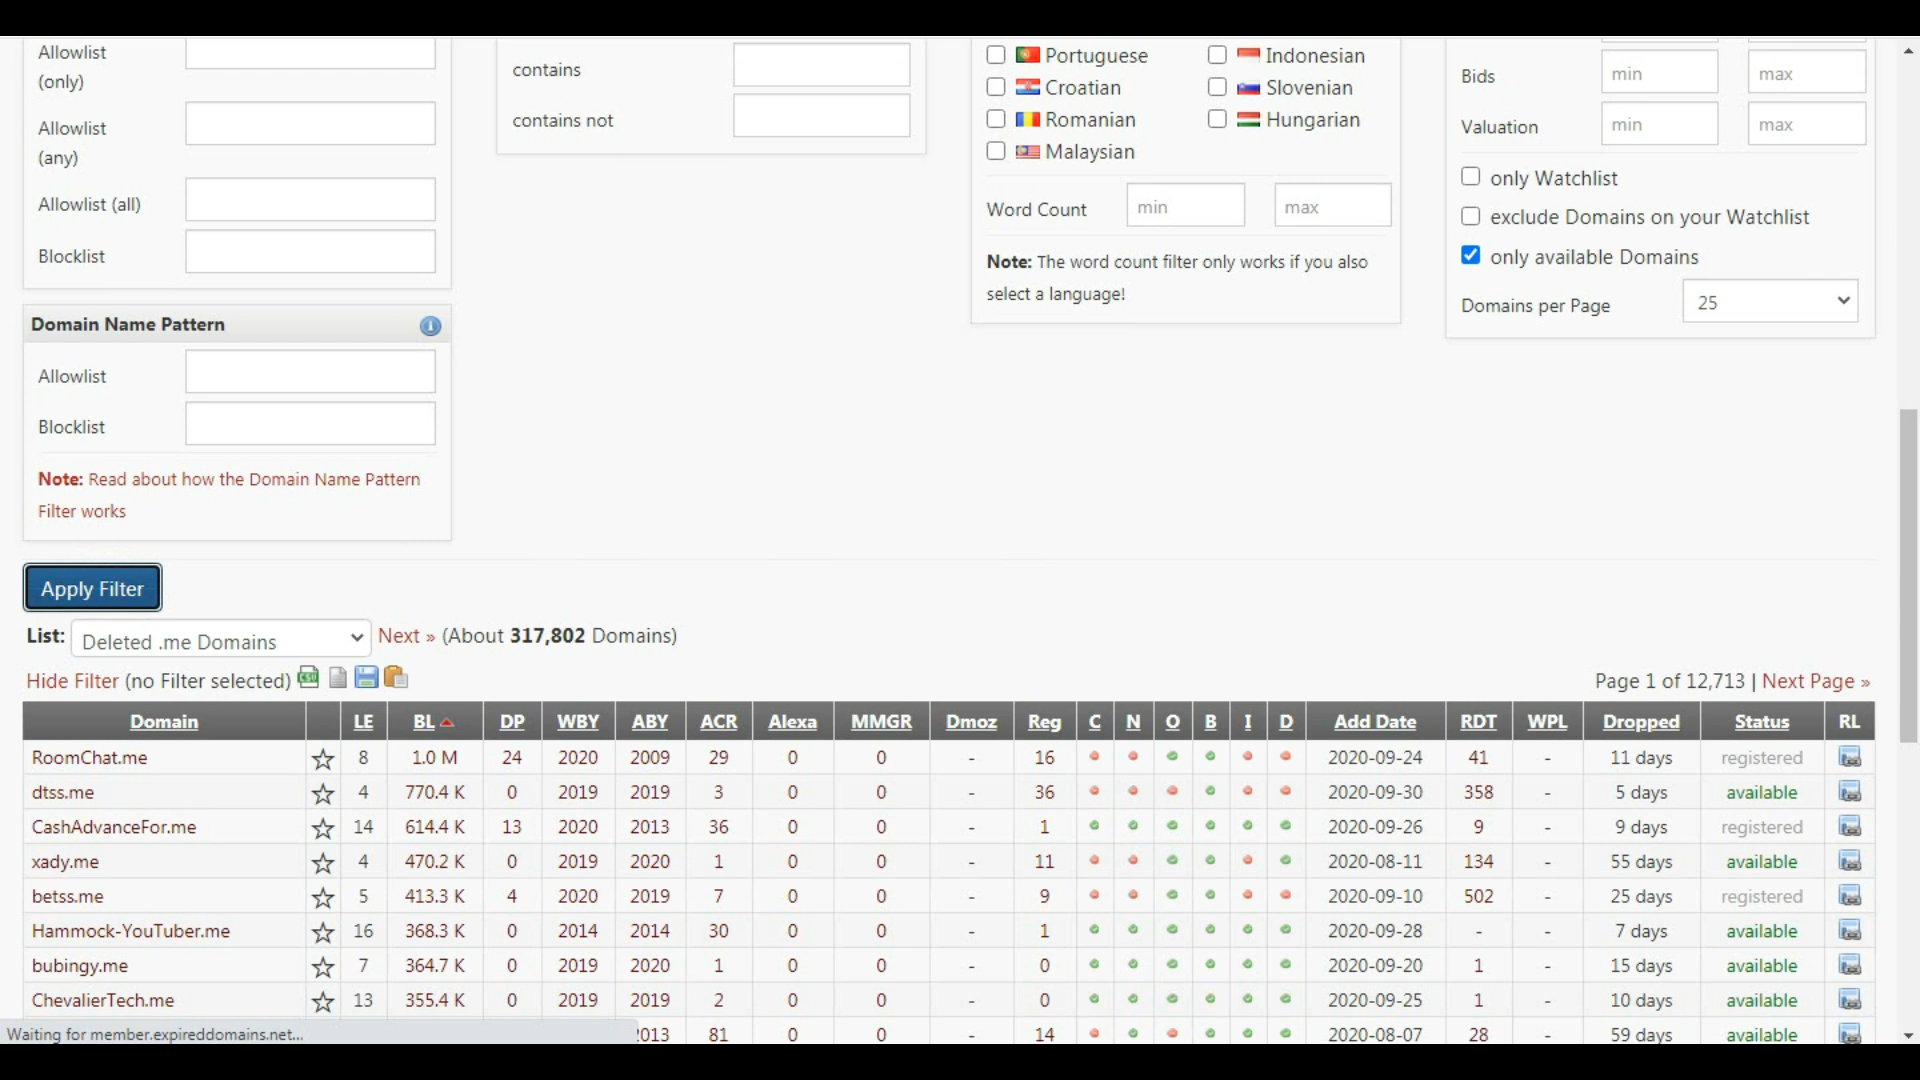 Allowlist
(only)
Allowlist
(any)
Allowlist (all)
Blocklist
Domain Name Pattern
Allowlist
Blocklist
Note: Read about how the Domain Name Pattern
Filter works
contains
contains not
Portuguese Indonesian
Croatian Slovenian
Romanian Hungarian
Malaysian
Word Count min max
Note: The word count filter only works if you also
select a language!
Bids min max
Valuation min max
only Watchlist
exclude Domains on your Watchlist
only available Domains
Domains per Page 25
Apply Filter
List: Deleted .me Domains Next » (About 317,802 Domains)
Hide Filter (no Filter selected) Page 1 of 12,713 | Next Page »
Domain LE BL DP WBY ABY ACR Alexa MMGR Dmoz Reg C N O B I D Add Date RDT WPL Dropped Status RL
RoomChat.me 8 1.0 M 24 2020 2009 29 0 0 - 16 2020-09-24 41 - 11 days registered
dtss.me 4 770.4 K 0 2019 2019 3 0 0 - 36 2020-09-30 358 - 5 days available
CashAdvanceFor.me 14 614.4 K 13 2020 2013 36 0 0 - 1 2020-09-26 9 - 9 days registered
xady.me 4 470.2 K 0 2019 2020 1 0 0 - 11 2020-08-11 134 - 55 days available
betss.me 5 413.3 K 4 2020 2019 7 0 0 - 9 2020-09-10 502 - 25 days registered
Hammock-YouTuber.me 16 368.3 K 0 2014 2014 30 0 0 - 1 2020-09-28 - - 7 days available
bubingy.me 7 364.7 K 0 2019 2020 1 0 0 - 0 2020-09-20 1 - 15 days available
ChevalierTech.me 13 355.4 K 0 2019 2019 2 0 0 - 0 2020-09-25 1 - 10 days available
Waiting for member.expireddomains.net... 2013 81 0 0 - 14 2020-08-07 28 - 59 days available